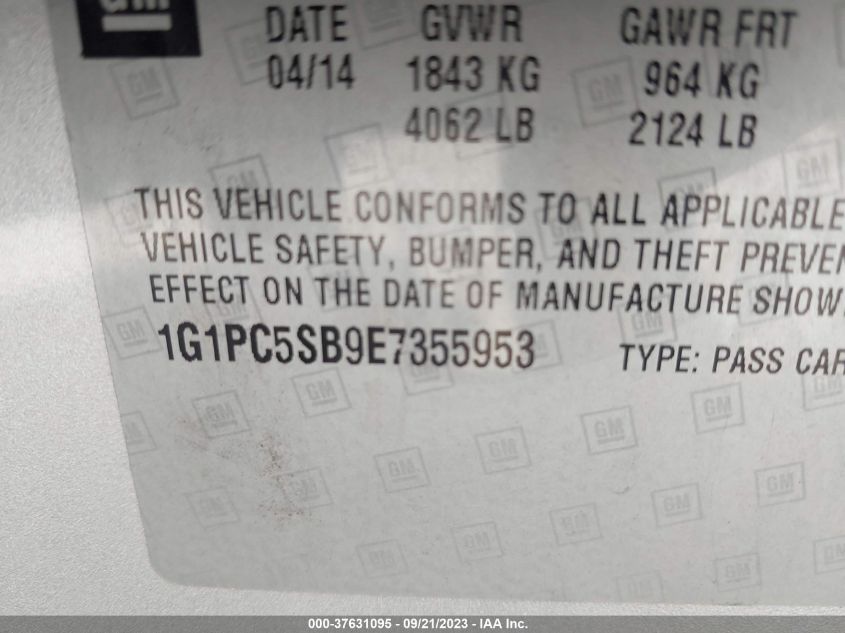 GM
DATE GVWR GAWR FRT
04/14 1843 KG 964 KG
4062 LB 2124 LB
THIS VEHICLE CONFORMS TO ALL APPLICABLE
VEHICLE SAFETY, BUMPER, AND THEFT PREVEN
EFFECT ON THE DATE OF MANUFACTURE SHOW
1G1PC5SB9E7355953 TYPE: PASS CAR
000-37631095 - 09/21/2023 - IAA Inc.